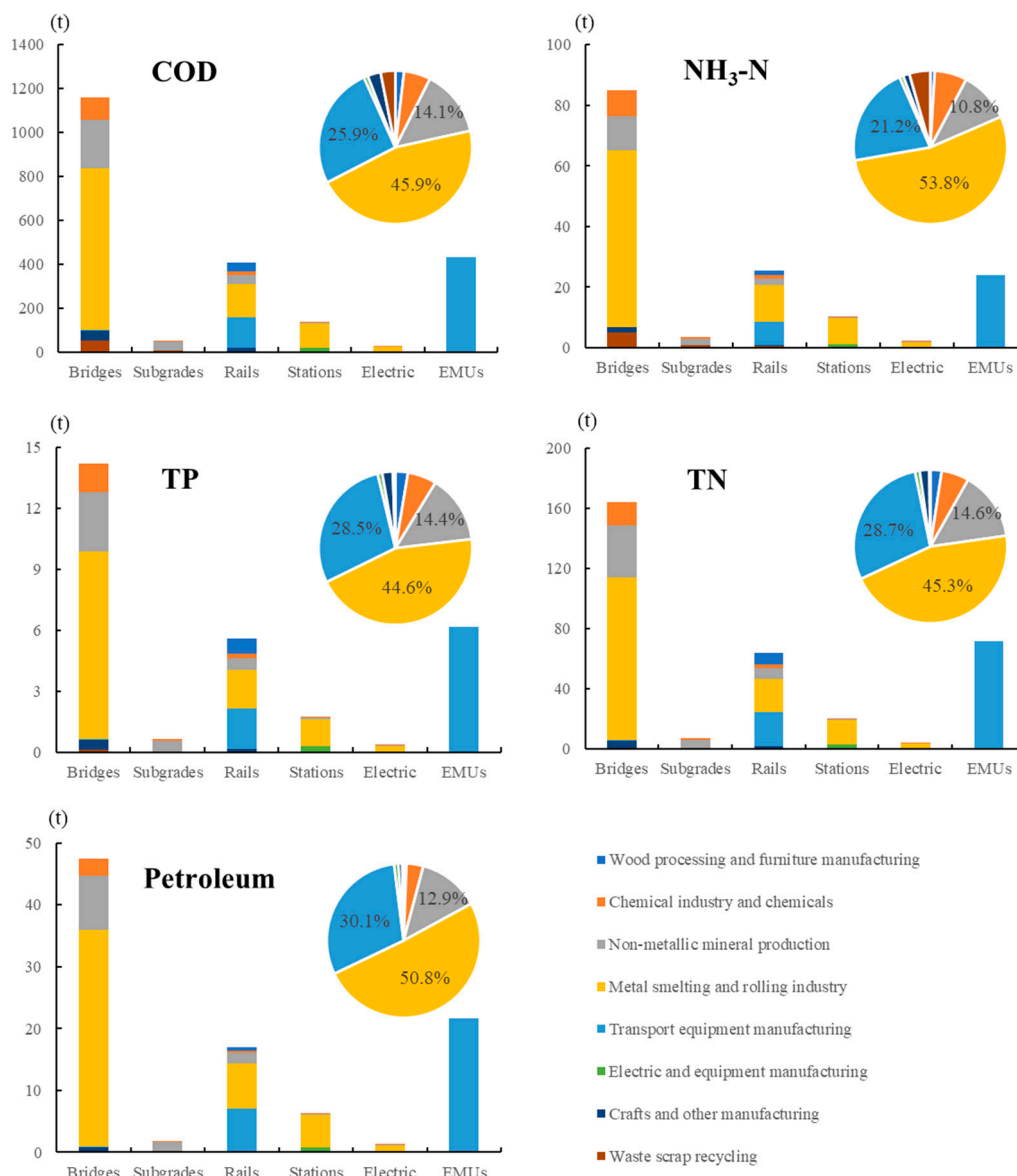 (t)
COD
1400
1200
1000
800
600
400
200
0
14.1%
25.9%
45.9%
Bridges Subgrades Rails Stations Electric EMUs
(t)
NH3-N
100
80
60
40
20
0
10.8%
21.2%
53.8%
Bridges Subgrades Rails Stations Electric EMUs
(t)
TP
15
12
9
6
3
0
14.4%
28.5%
44.6%
Bridges Subgrades Rails Stations Electric EMUs
(t)
TN
200
160
120
80
40
0
14.6%
28.7%
45.3%
Bridges Subgrades Rails Stations Electric EMUs
(t)
Petroleum
50
40
30
20
10
0
12.9%
30.1%
50.8%
Bridges Subgrades Rails Stations Electric EMUs
Wood processing and furniture manufacturing
Chemical industry and chemicals
Non-metallic mineral production
Metal smelting and rolling industry
Transport equipment manufacturing
Electric and equipment manufacturing
Crafts and other manufacturing
Waste scrap recycling